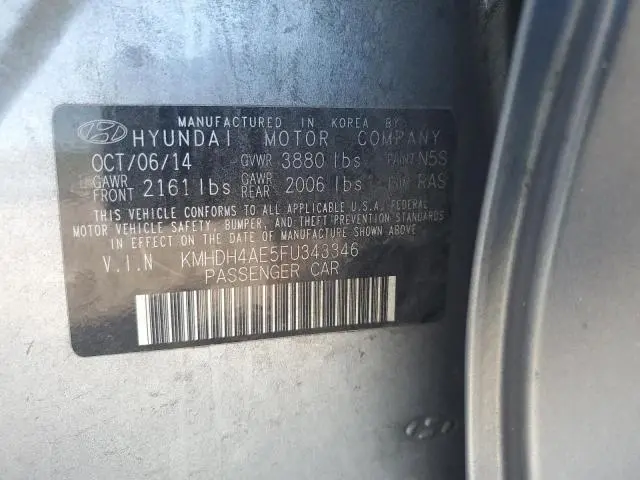 MANUFACTURED IN KOREA BY
HYUNDAI MOTOR COMPANY
OCT/06/14 GVWR 3880 lbs PAINT N5S
GAWR FRONT 2161 lbs GAWR REAR 2006 lbs TRIM RAS
THIS VEHICLE CONFORMS TO ALL APPLICABLE U.S.A. FEDERAL
MOTOR VEHICLE SAFETY, BUMPER, AND THEFT PREVENTION STANDARDS
IN EFFECT ON THE DATE OF MANUFACTURE SHOWN ABOVE.
V.I.N KMHDH4AE5FU343346
PASSENGER CAR